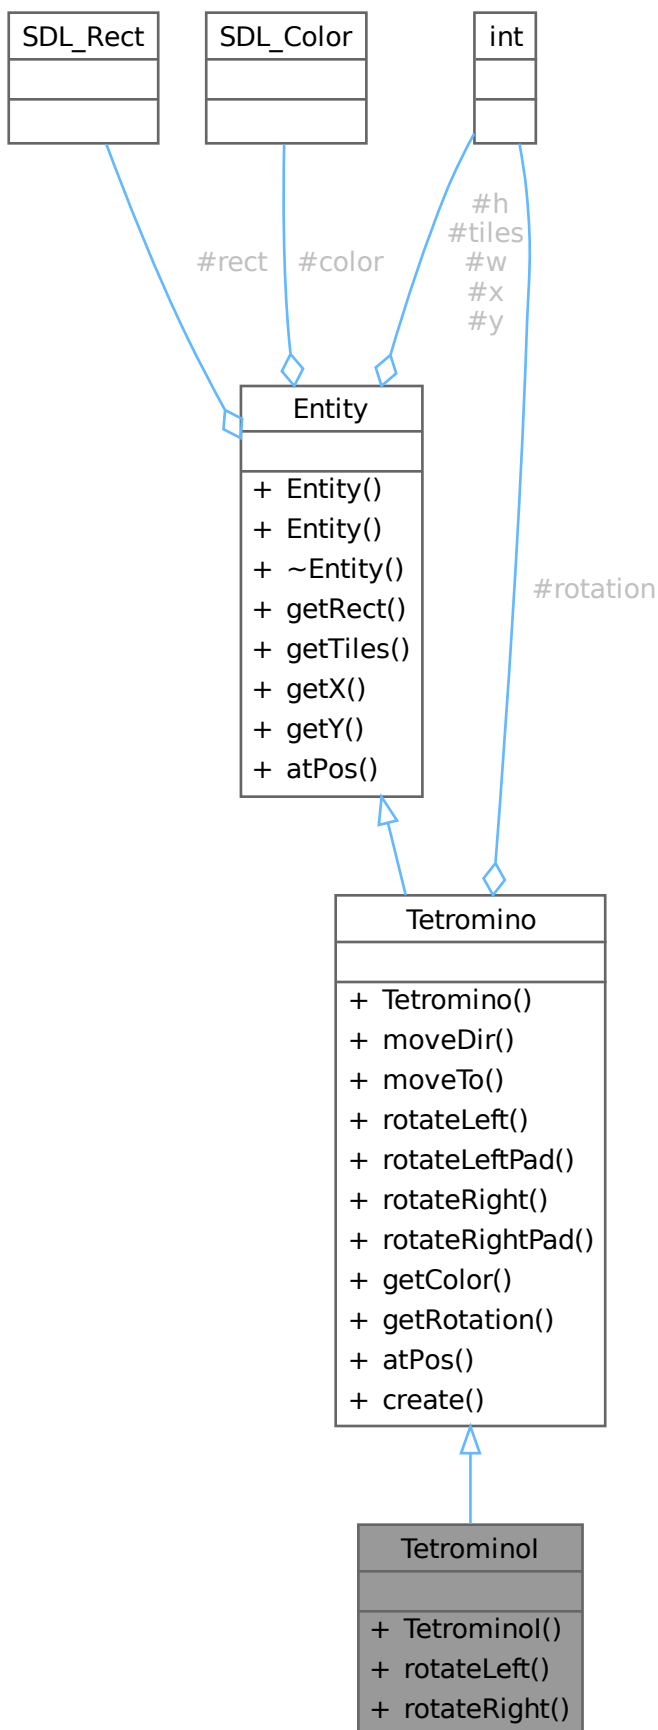 SDL_Rect
SDL_Color
int
#h
#tiles
#w
#x
#y
#rect
#color
Entity
+ Entity()
+ Entity()
+ ~Entity()
+ getRect()
+ getTiles()
+ getX()
+ getY()
+ atPos()
#rotation
Tetromino
+ Tetromino()
+ moveDir()
+ moveTo()
+ rotateLeft()
+ rotateLeftPad()
+ rotateRight()
+ rotateRightPad()
+ getColor()
+ getRotation()
+ atPos()
+ create()
TetrominoI
+ TetrominoI()
+ rotateLeft()
+ rotateRight()